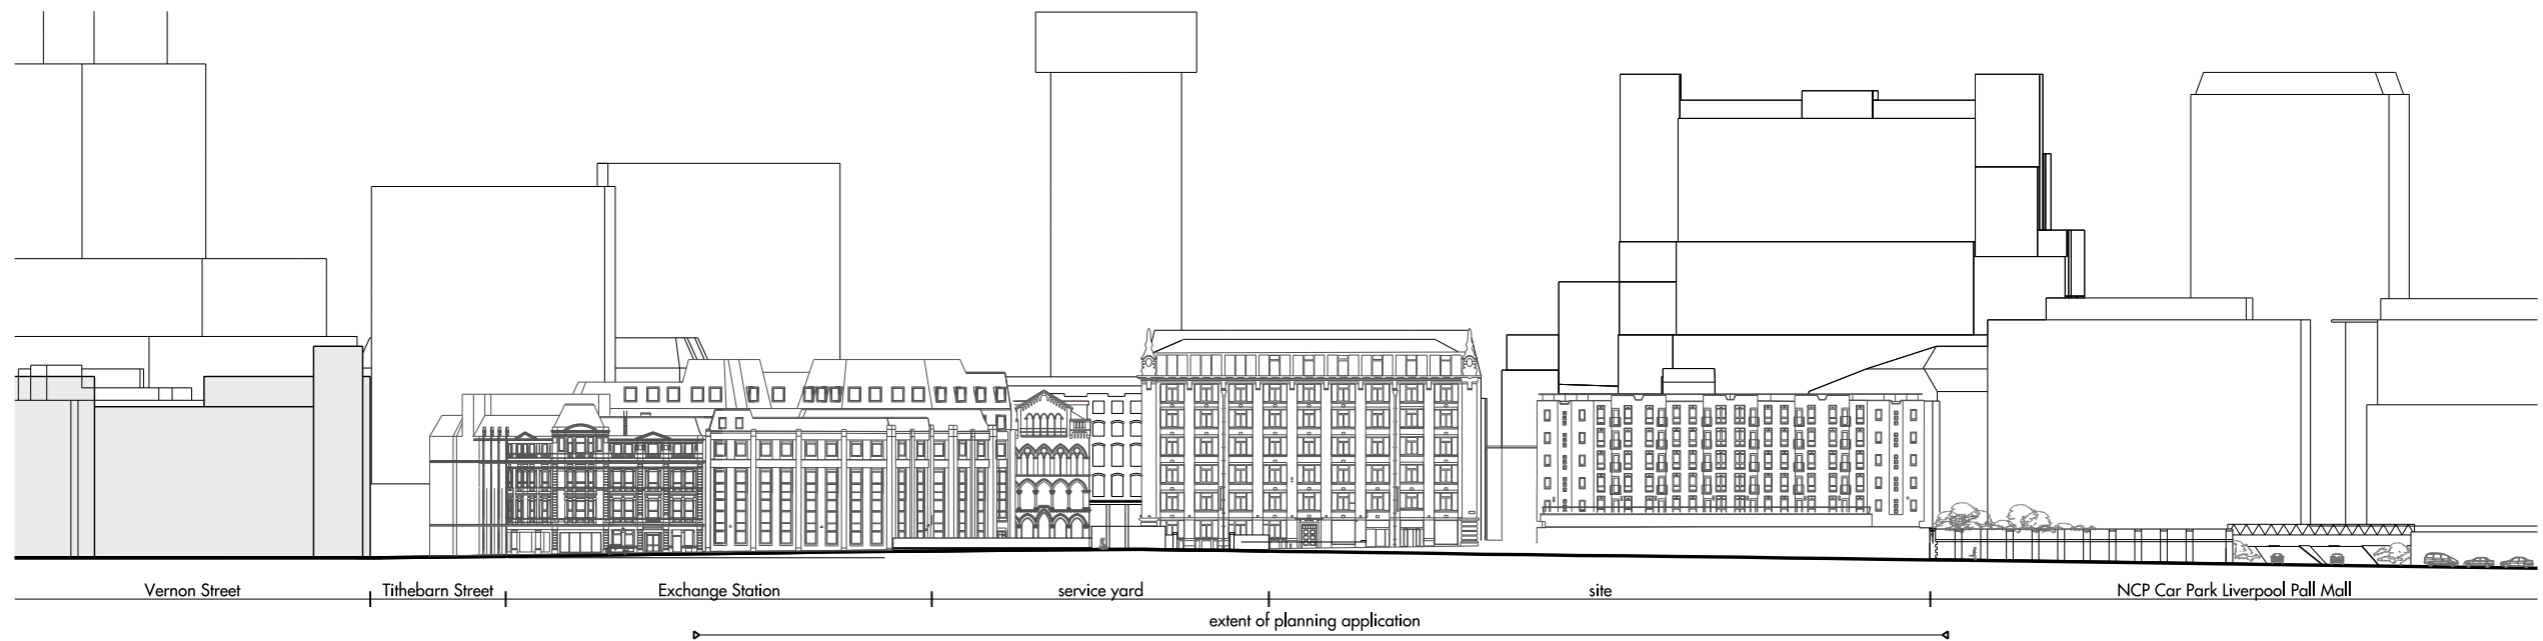 Vernon Street
Tithebarn Street
Exchange Station
service yard
site
NCP Car Park Liverpool Pall Mall
extent of planning application